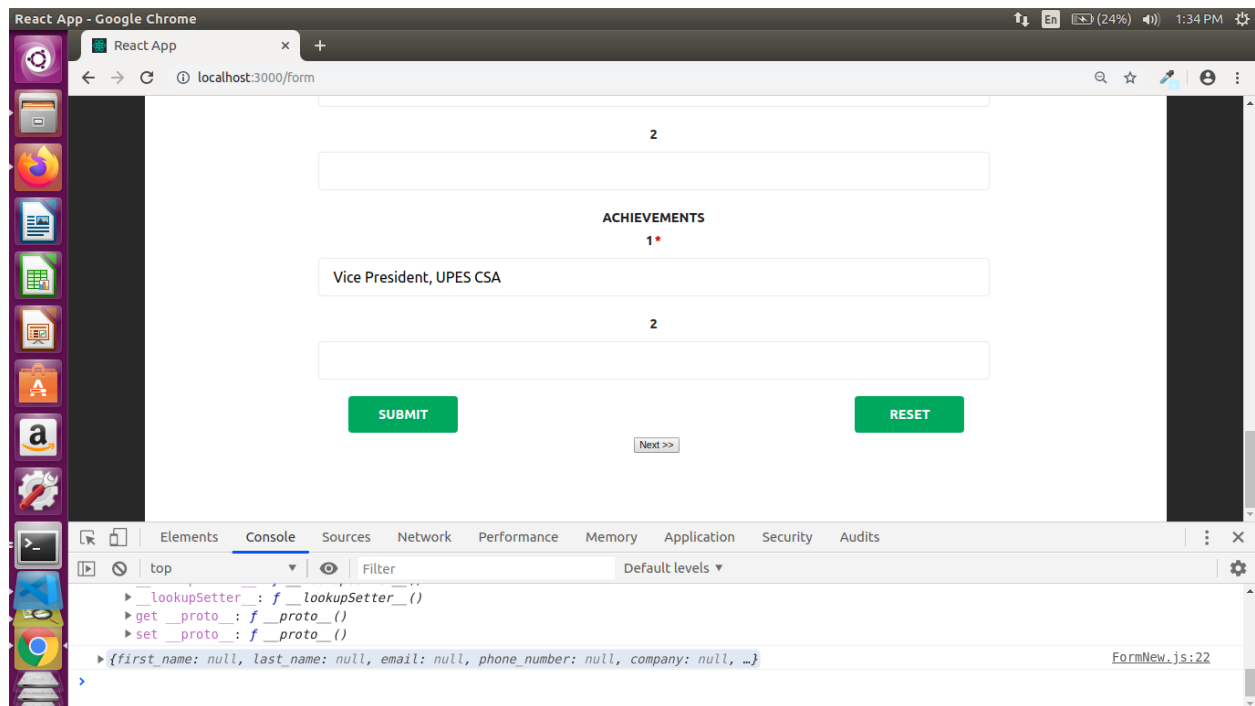 React App - Google Chrome En (24%) 1:34 PM
React App × +
localhost:3000/form
2
ACHIEVEMENTS
1*
Vice President, UPES CSA
2
SUBMIT RESET
Next >>
Elements Console Sources Network Performance Memory Application Security Audits
top Filter Default levels ▼
__lookupSetter__: ƒ __lookupSetter__()
get __proto__: ƒ __proto__()
set __proto__: ƒ __proto__()
{first_name: null, last_name: null, email: null, phone_number: null, company: null, …} FormNew.js:22